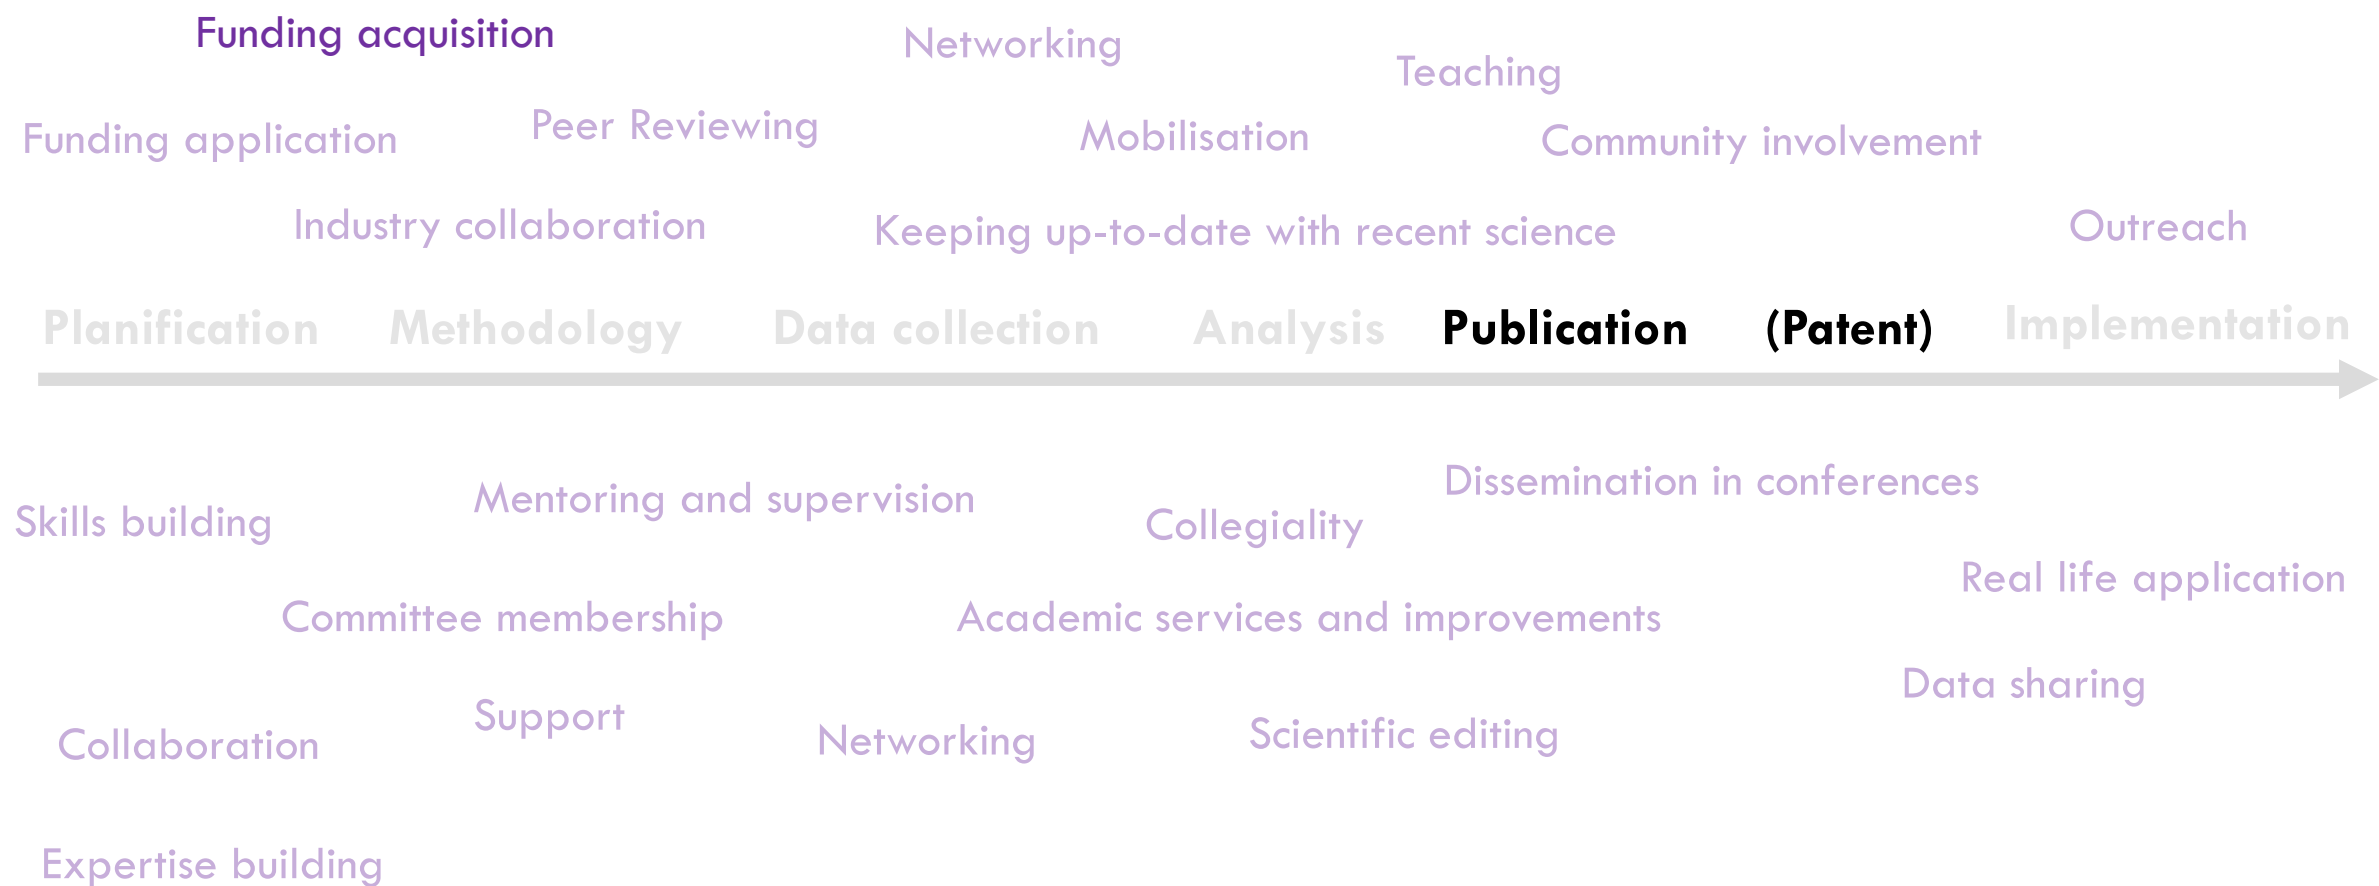 Funding acquisition
Networking
Teaching
Funding application
Peer Reviewing
Mobilisation
Community involvement
Industry collaboration
Keeping up-to-date with recent science
Outreach
Planification
Methodology
Data collection
Analysis
Publication
(Patent)
Implementation
Skills building
Mentoring and supervision
Collegiality
Dissemination in conferences
Real life application
Committee membership
Academic services and improvements
Data sharing
Collaboration
Support
Networking
Scientific editing
Expertise building